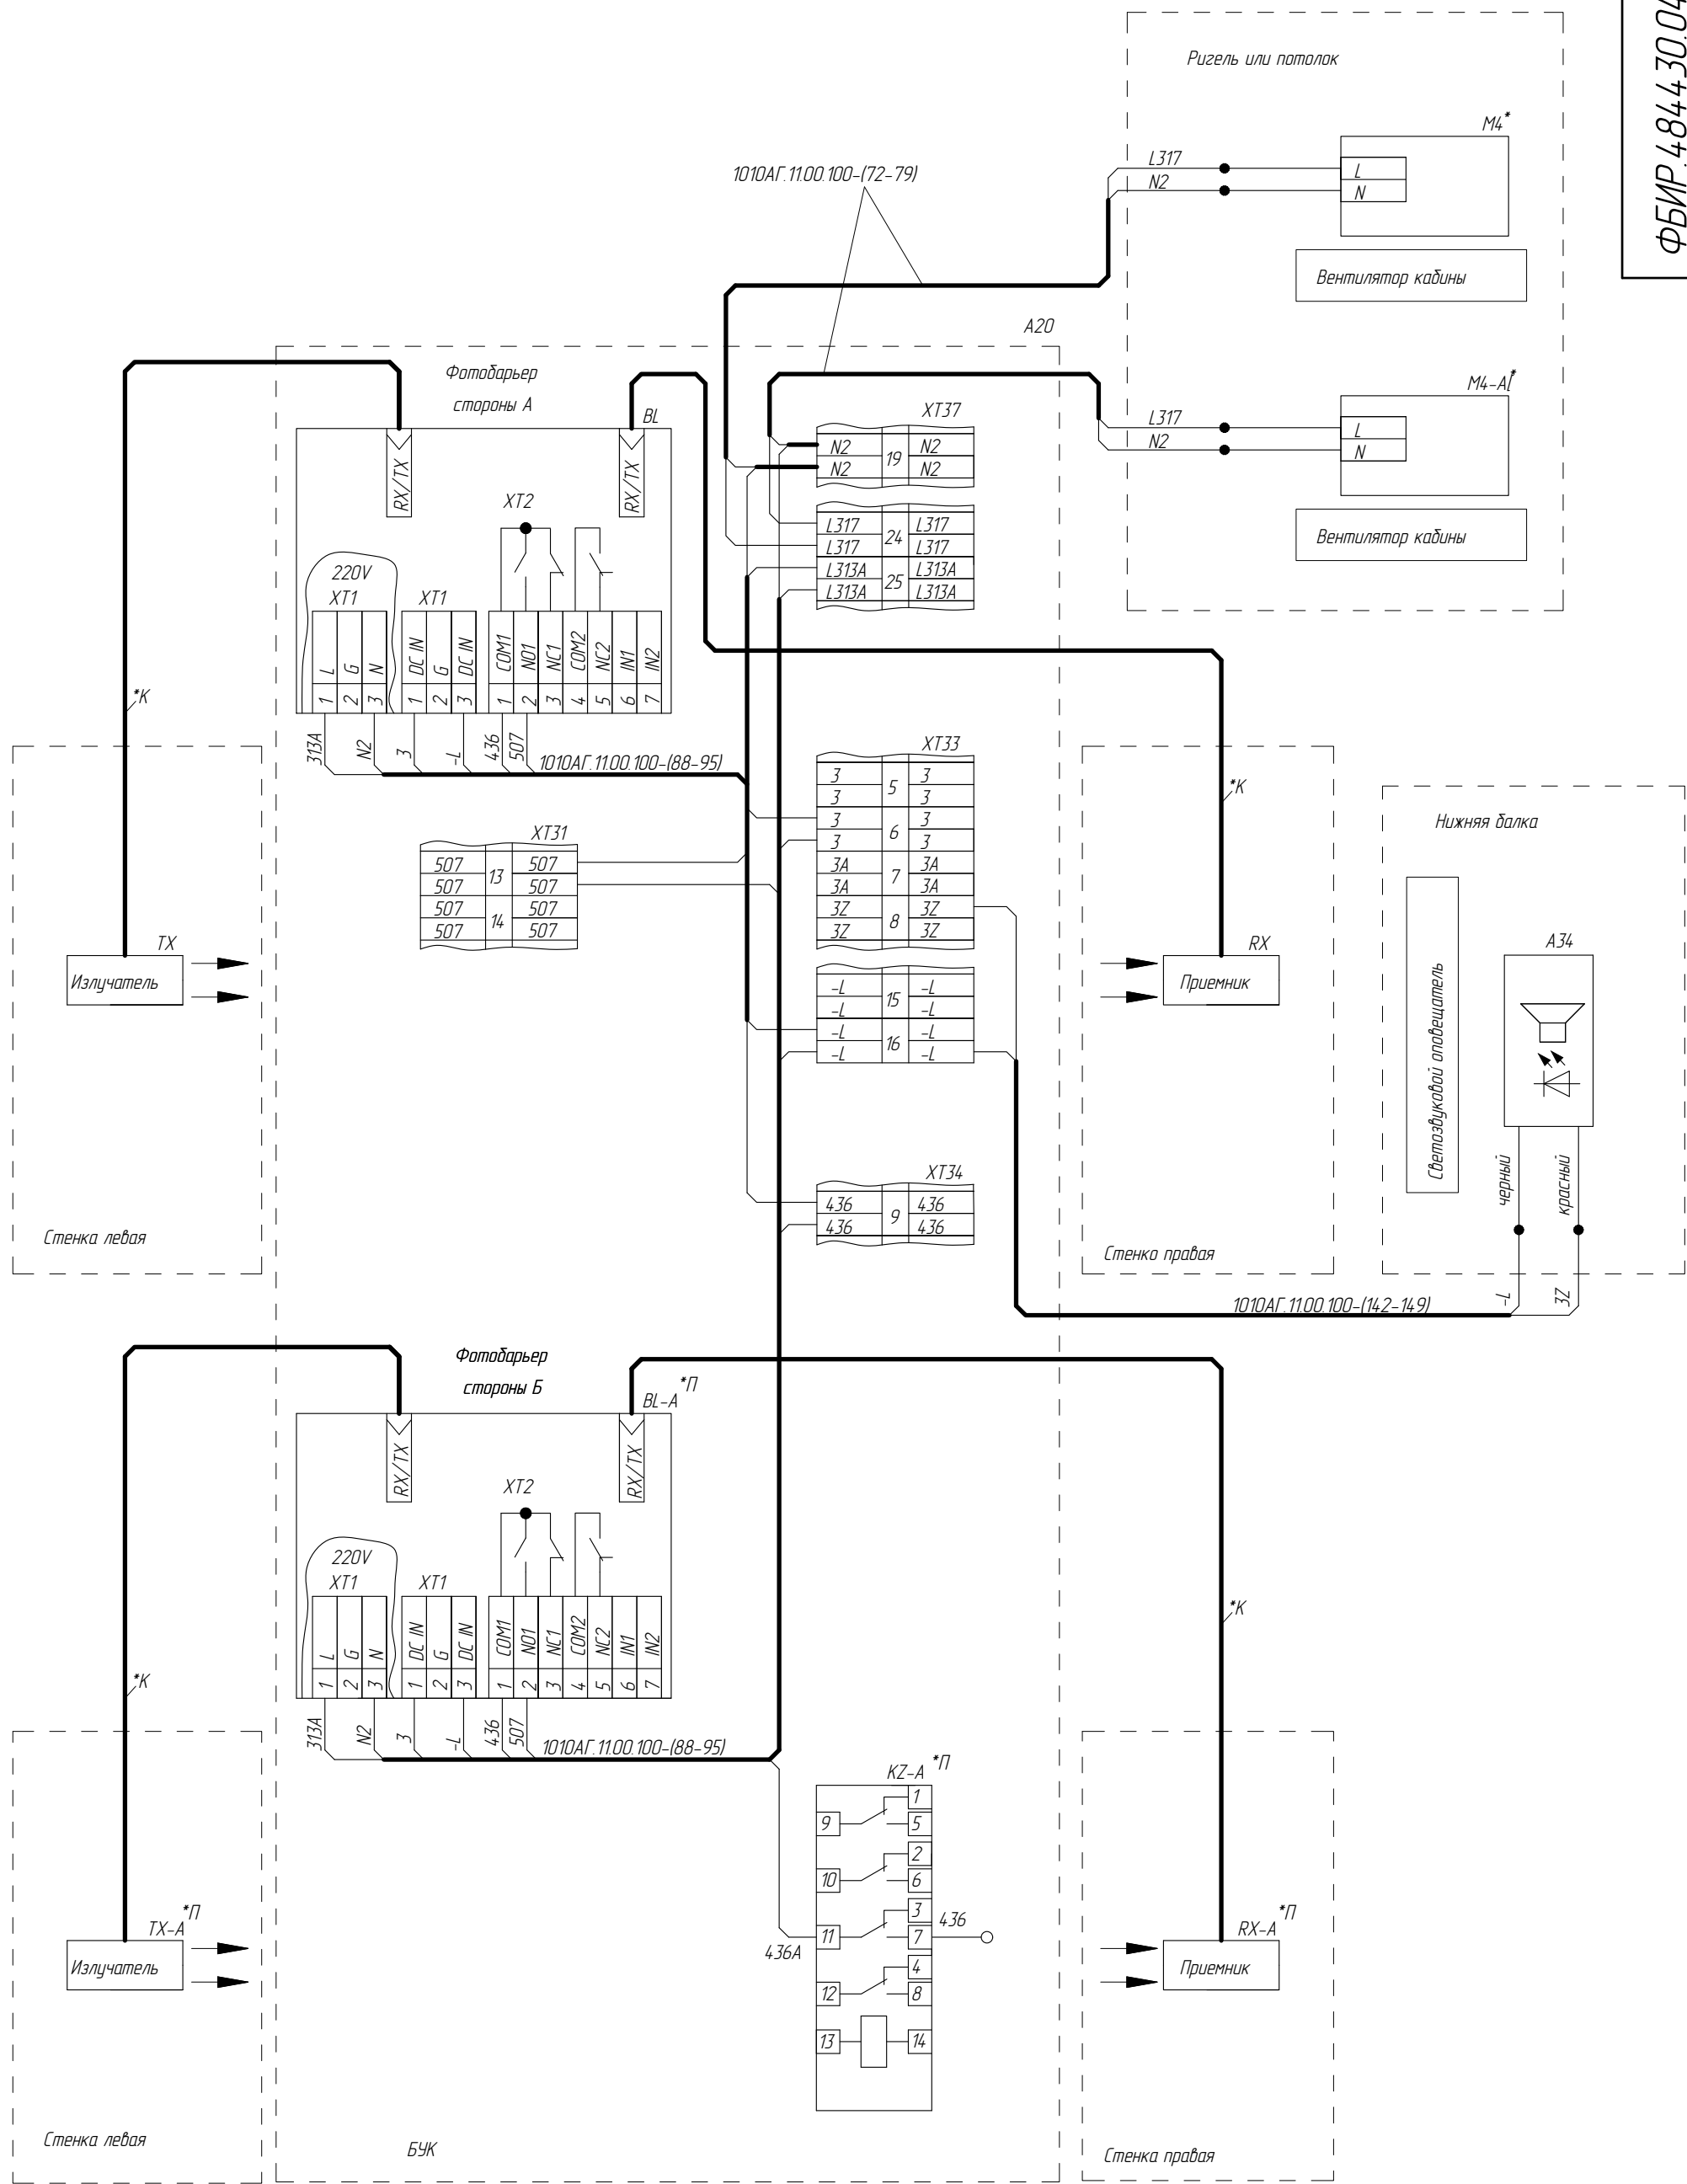 ФБИР.484430.04
Ригель или потолок
M4*
L317
N2
L
N
Вентилятор кабины
1010АГ.11.00.100-(72-79)
A20
M4-A[*
L317
N2
L
N
Вентилятор кабины
Фотобарьер
стороны А
BL
RX/TX
RX/TX
XT2
220V
XT1
XT1
L
G
N
DC IN
G
DC IN
COM1
NO1
NC1
COM2
NC2
IN1
IN2
1
2
3
1
2
3
1
2
3
4
5
6
7
313A
N2
3
-L
436
507
1010АГ.11.00.100-(88-95)
XT37
N2 19 N2
N2 N2
L317 24 L317
L317 L317
L313A 25 L313A
L313A L313A
XT33
3 5 3
3 3
3 6 3
3 3
3A 7 3A
3A 3A
3Z 8 3Z
3Z 3Z
-L 15 -L
-L -L
-L 16 -L
-L -L
XT31
507 13 507
507 507
507 14 507
507 507
XT34
436 9 436
436 436
*К
TX
Излучатель
Стенка левая
*К
RX
Приемник
Стенко правая
Нижняя балка
Светозвуковой оповещатель
A34
черный
красный
-L
3Z
1010АГ.11.00.100-(142-149)
Фотобарьер
стороны Б
BL-A *П
RX/TX
RX/TX
XT2
220V
XT1
XT1
L
G
N
DC IN
G
DC IN
COM1
NO1
NC1
COM2
NC2
IN1
IN2
1
2
3
1
2
3
1
2
3
4
5
6
7
313A
N2
3
-L
436
507
1010АГ.11.00.100-(88-95)
*К
*К
KZ-A *П
1
9
5
2
10
6
3
11
7
436
436A
4
12
8
13
14
TX-A *П
Излучатель
Стенка левая
БУК
RX-A *П
Приемник
Стенка правая